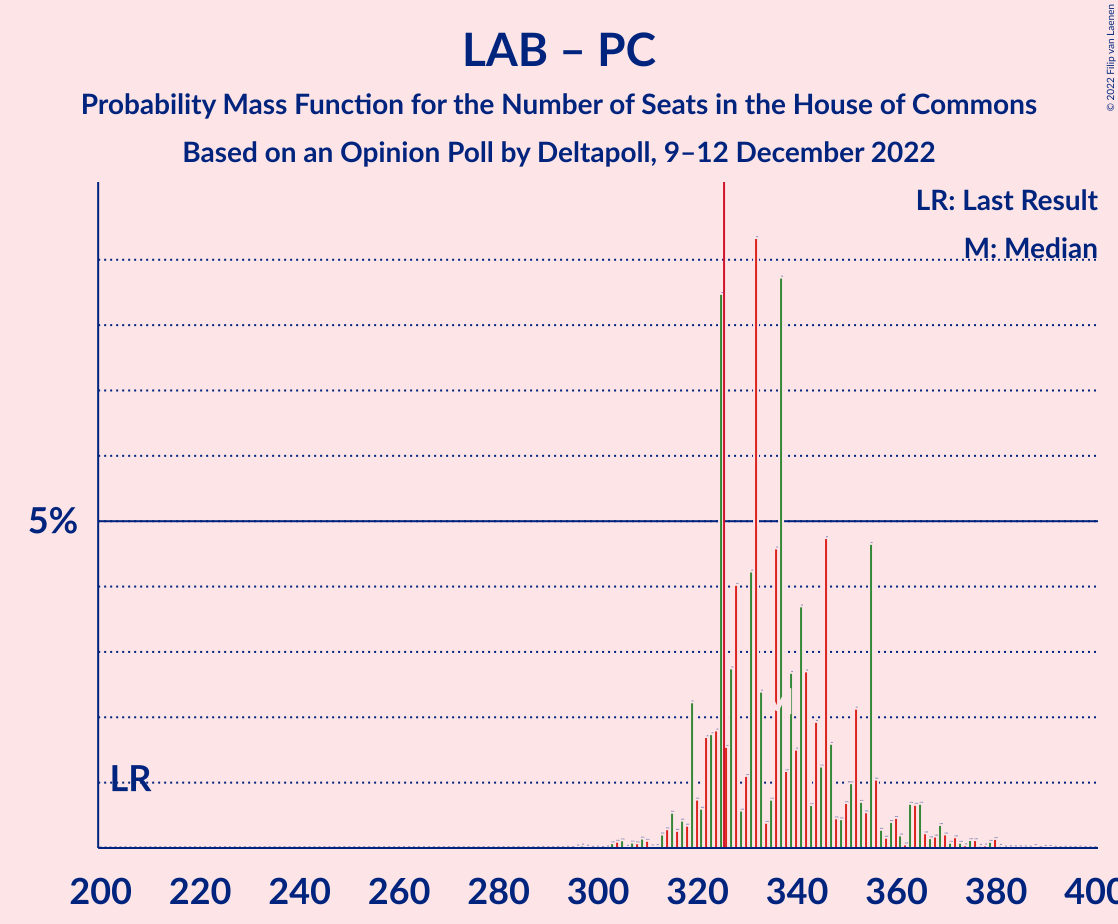 © 2022 Filip van Laenen
LAB – PC
Probability Mass Function for the Number of Seats in the House of Commons
Based on an Opinion Poll by Deltapoll, 9–12 December 2022
LR: Last Result
M: Median
5%
LR
200 220 240 260 280 300 320 340 360 380 400